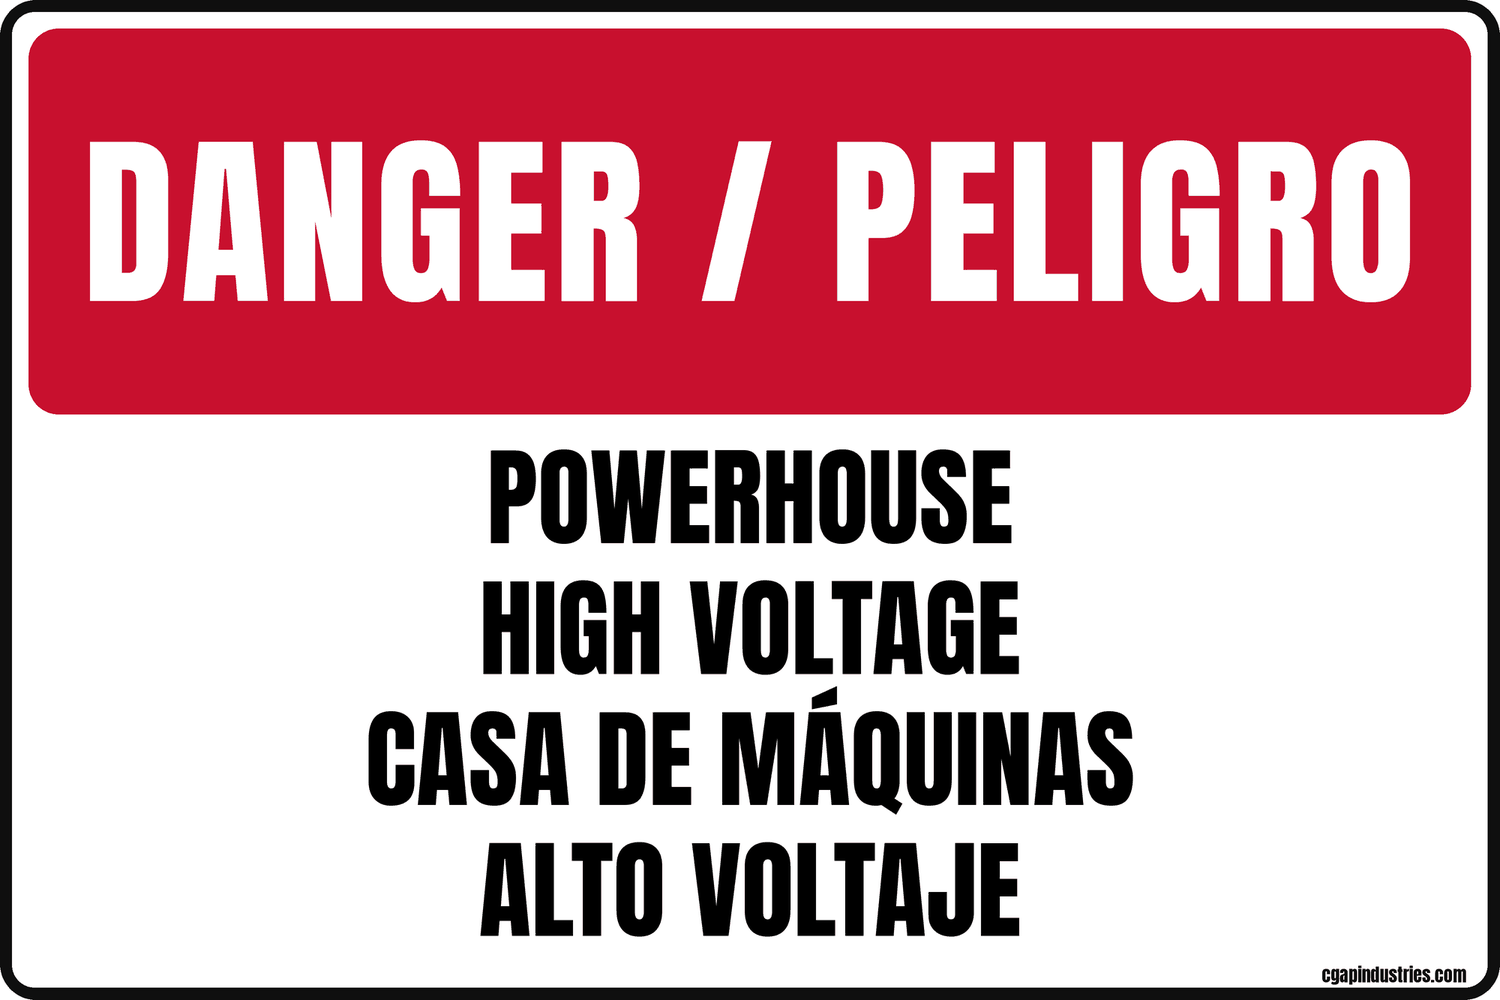 DANGER / PELIGRO
POWERHOUSE
HIGH VOLTAGE
CASA DE MÁQUINAS
ALTO VOLTAJE
cgapindustries.com